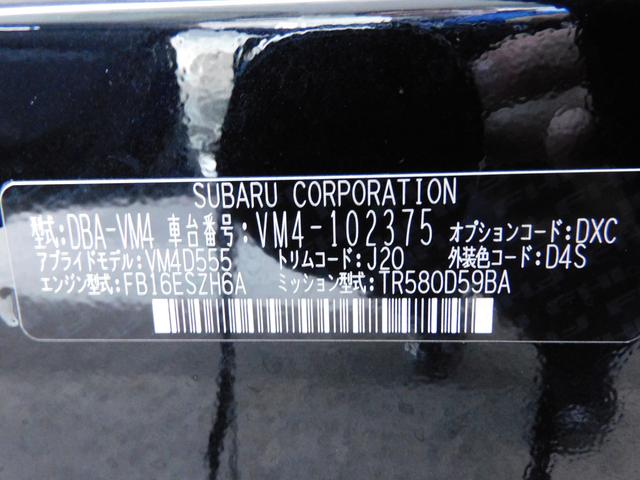 SUBARU CORPORATION
型式:DBA-VM4 車台番号:VM4-102375 オプションコード:DXC
アプライドモデル:VM4D555 トリムコード:J20 外装色コード:D4S
エンジン型式:FB16ESZH6A ミッション型式:TR580D59BA